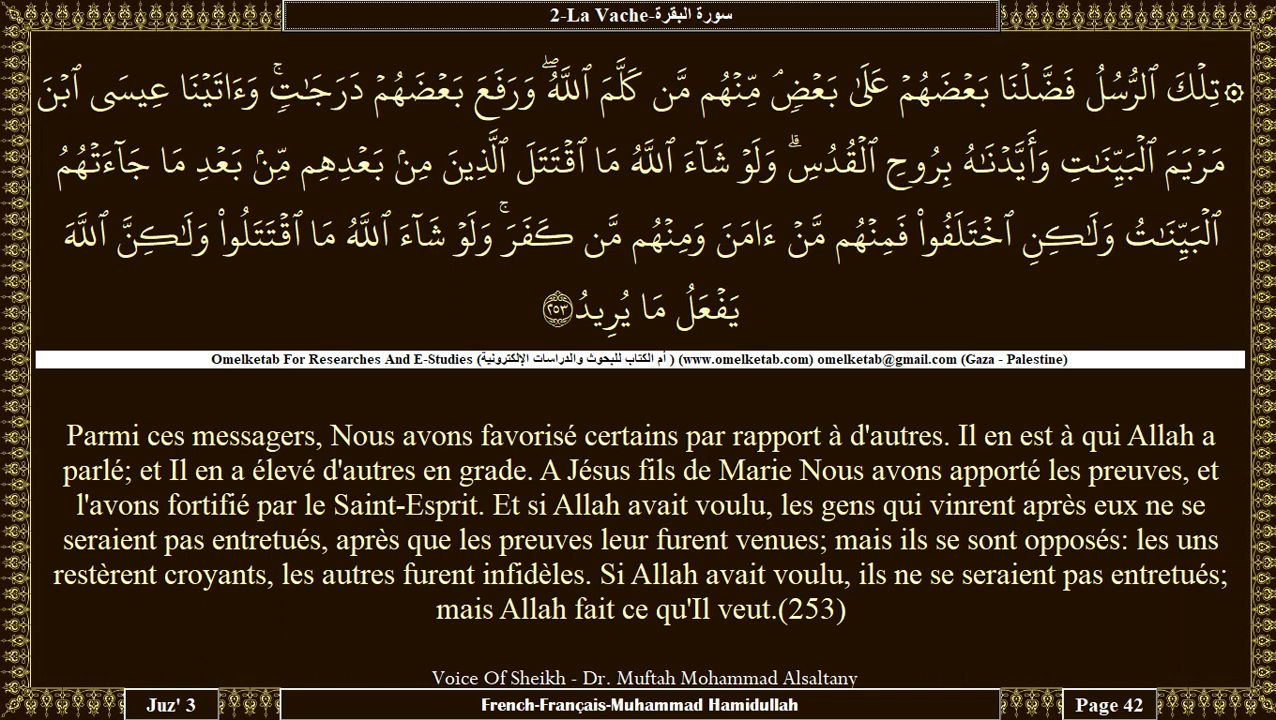 2-La Vache-سورة البقرة
۞ تِلۡكَ ٱلرُّسُلُ فَضَّلۡنَا بَعۡضَهُمۡ عَلَىٰ بَعۡضٖۘ مِّنۡهُم مَّن كَلَّمَ ٱللَّهُۖ وَرَفَعَ بَعۡضَهُمۡ دَرَجَٰتٖۚ وَءَاتَيۡنَا عِيسَى ٱبۡنَ
مَرۡيَمَ ٱلۡبَيِّنَٰتِ وَأَيَّدۡنَٰهُ بِرُوحِ ٱلۡقُدُسِۗ وَلَوۡ شَآءَ ٱللَّهُ مَا ٱقۡتَتَلَ ٱلَّذِينَ مِنۢ بَعۡدِهِم مِّنۢ بَعۡدِ مَا جَآءَتۡهُمُ
ٱلۡبَيِّنَٰتُ وَلَٰكِنِ ٱخۡتَلَفُواْ فَمِنۡهُم مَّنۡ ءَامَنَ وَمِنۡهُم مَّن كَفَرَۚ وَلَوۡ شَآءَ ٱللَّهُ مَا ٱقۡتَتَلُواْ وَلَٰكِنَّ ٱللَّهَ
يَفۡعَلُ مَا يُرِيدُ ٢٥٣
Omelketab For Researches And E-Studies (أم الكتاب للبحوث والدراسات الإلكترونية ) (www.omelketab.com) omelketab@gmail.com (Gaza - Palestine)
Parmi ces messagers, Nous avons favorisé certains par rapport à d'autres. Il en est à qui Allah a
parlé; et Il en a élevé d'autres en grade. A Jésus fils de Marie Nous avons apporté les preuves, et
l'avons fortifié par le Saint-Esprit. Et si Allah avait voulu, les gens qui vinrent après eux ne se
seraient pas entretués, après que les preuves leur furent venues; mais ils se sont opposés: les uns
restèrent croyants, les autres furent infidèles. Si Allah avait voulu, ils ne se seraient pas entretués;
mais Allah fait ce qu'Il veut.(253)
Voice Of Sheikh - Dr. Muftah Mohammad Alsaltany
Juz' 3
French-Français-Muhammad Hamidullah
Page 42